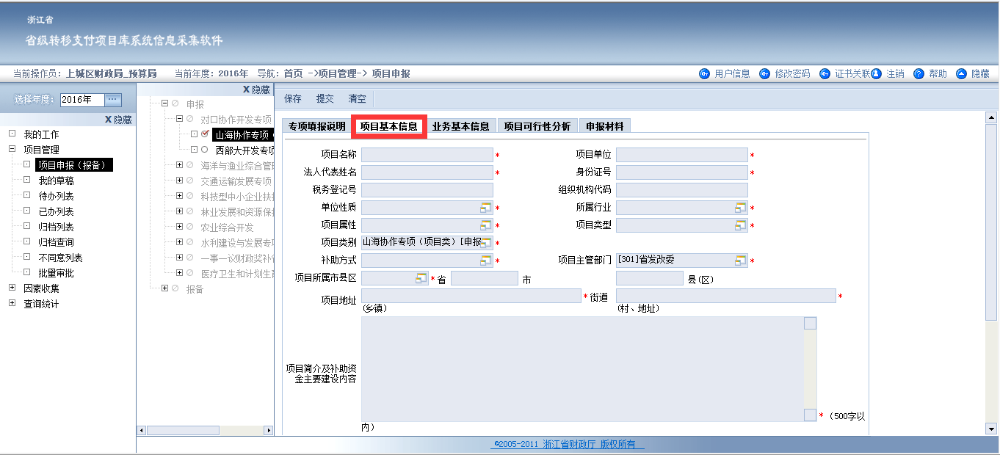 浙江省
省级转移支付项目库系统信息采集软件
当前操作员：上城区财政局_预算局 当前年度：2016年 导航：首页 ->项目管理-> 项目申报
用户信息 修改密码 证书关联 注销 帮助 隐藏
选择年度： 2016年
X 隐藏
我的工作
项目管理
项目申报（报备）
我的草稿
待办列表
已办列表
归档列表
归档查询
不同意列表
批量审批
因素收集
查询统计
X 隐藏
申报
对口协作开发专项
山海协作专项（
西部大开发专项
海洋与渔业综合管
交通运输发展专项
科技型中小企业扶
林业发展和资源保
农业综合开发
水利建设与发展专项
一事一议财政奖补
医疗卫生和计划生育
报备
保存 提交 清空
专项填报说明 项目基本信息 业务基本信息 项目可行性分析 申报材料
项目名称 * 项目单位 *
法人代表姓名 * 身份证号 *
税务登记号 组织机构代码
单位性质 * 所属行业 *
项目属性 * 项目类型 *
项目类别 山海协作专项（项目类）[申报 *
补助方式 * 项目主管部门 [301]省发改委 *
项目所属市县区 * 省 市 县(区)
项目地址 * 街道 *
(乡镇) (村、地址)
项目简介及补助资
金主要建设内容
* （500字以
内）
©2005-2011 浙江省财政厅 版权所有